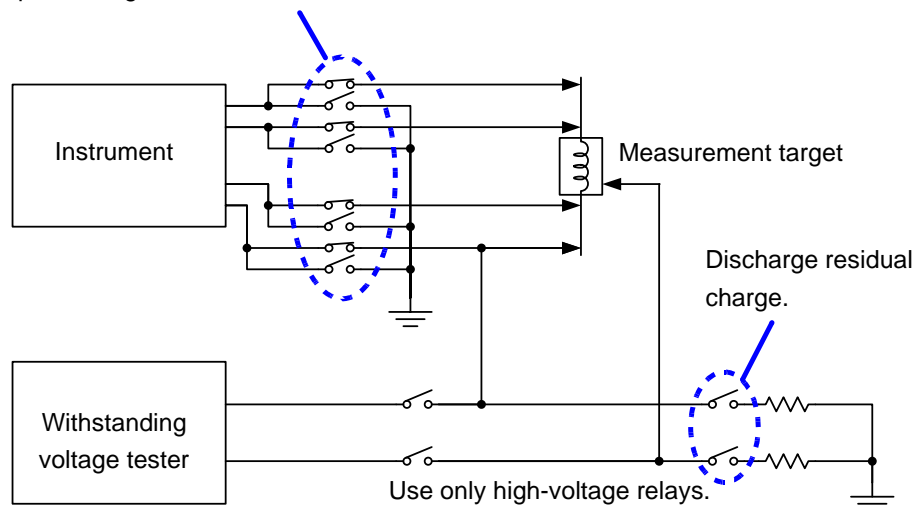 Instrument
Measurement target
Discharge residual
charge.
Withstanding
voltage tester
Use only high-voltage relays.